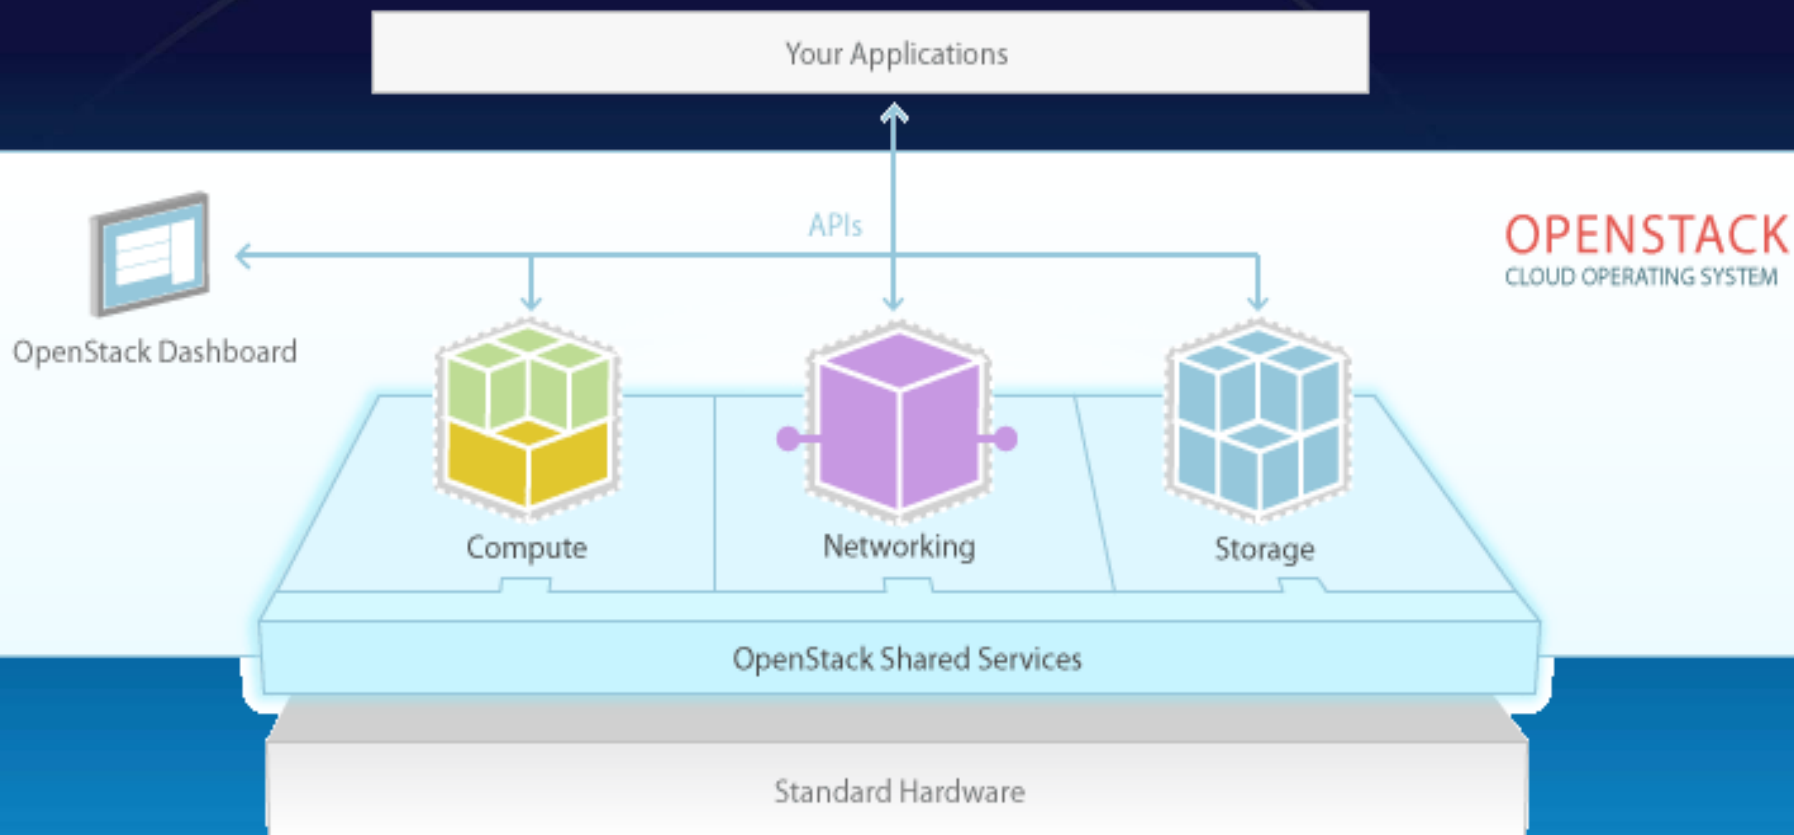 Your Applications
APIs
OPENSTACK
CLOUD OPERATING SYSTEM
OpenStack Dashboard
Compute
Networking
Storage
OpenStack Shared Services
Standard Hardware